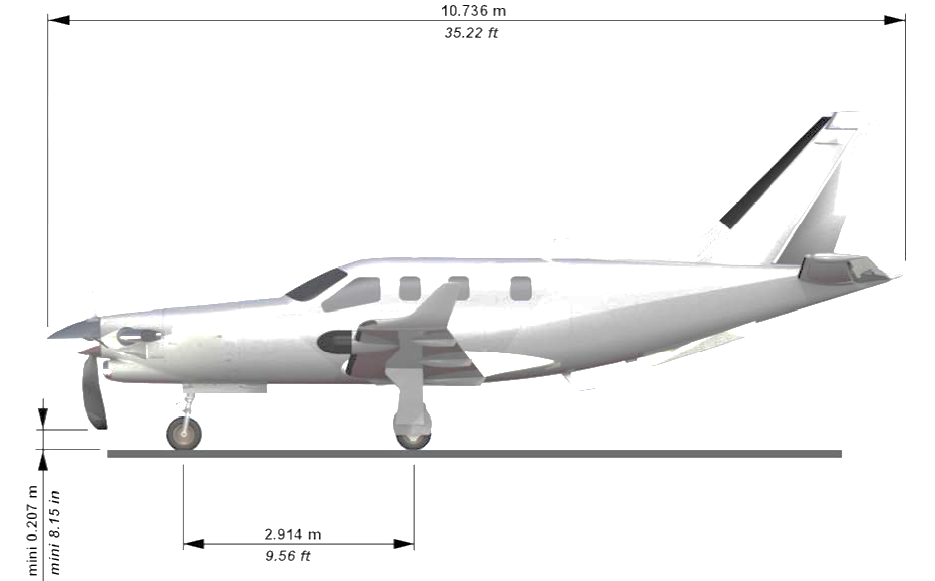 10.736 m
35.22 ft
mini 0.207 m
mini 8.15 in
2.914 m
9.56 ft